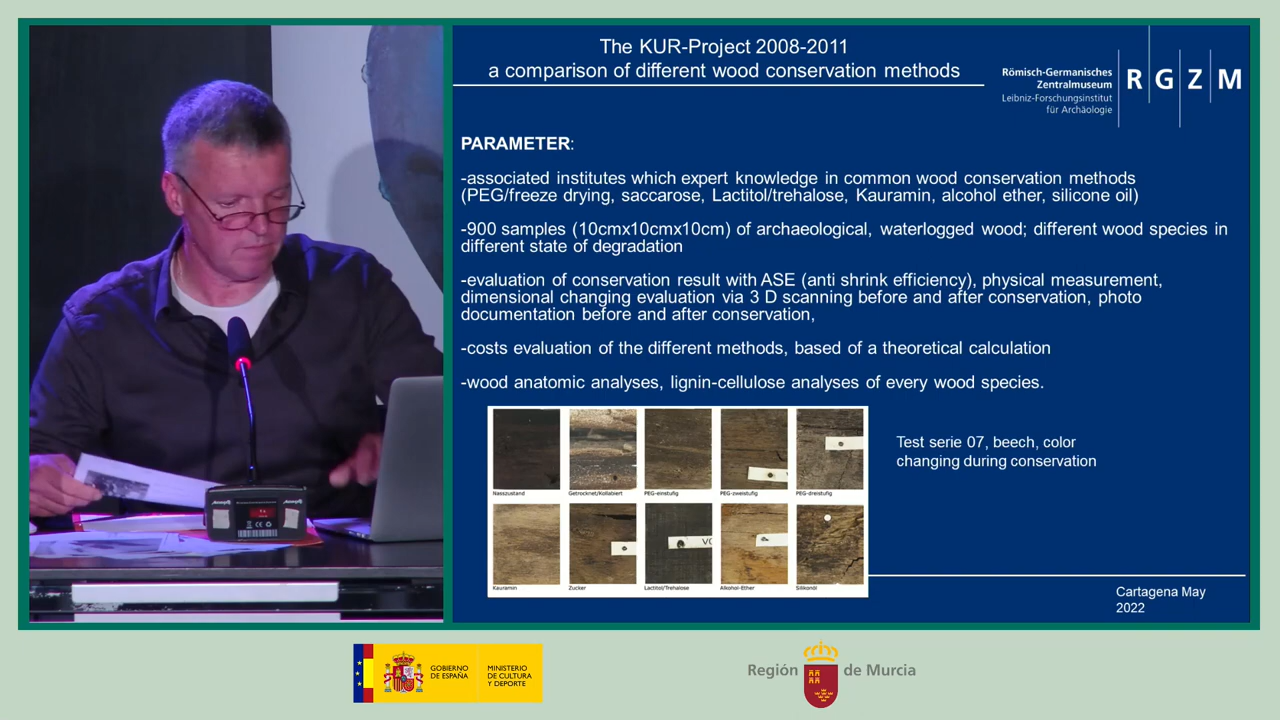 The KUR-Project 2008-2011
a comparison of different wood conservation methods
Römisch-Germanisches
Zentralmuseum
Leibniz-Forschungsinstitut
für Archäologie
R G Z M
PARAMETER:
-associated institutes which expert knowledge in common wood conservation methods
(PEG/freeze drying, saccarose, Lactitol/trehalose, Kauramin, alcohol ether, silicone oil)
-900 samples (10cmx10cmx10cm) of archaeological, waterlogged wood; different wood species in
different state of degradation
-evaluation of conservation result with ASE (anti shrink efficiency), physical measurement,
dimensional changing evaluation via 3 D scanning before and after conservation, photo
documentation before and after conservation,
-costs evaluation of the different methods, based of a theoretical calculation
-wood anatomic analyses, lignin-cellulose analyses of every wood species.
Nasszustand
Getrocknet/Kollabiert
PEG-einstufig
PEG-zweistufig
PEG-dreistufig
Kauramin
Zucker
Lactitol/Trehalose
Alkohol-Ether
Silikonöl
Test serie 07, beech, color
changing during conservation
Cartagena May
2022
GOBIERNO
DE ESPAÑA
MINISTERIO
DE CULTURA
Y DEPORTE
Región de Murcia